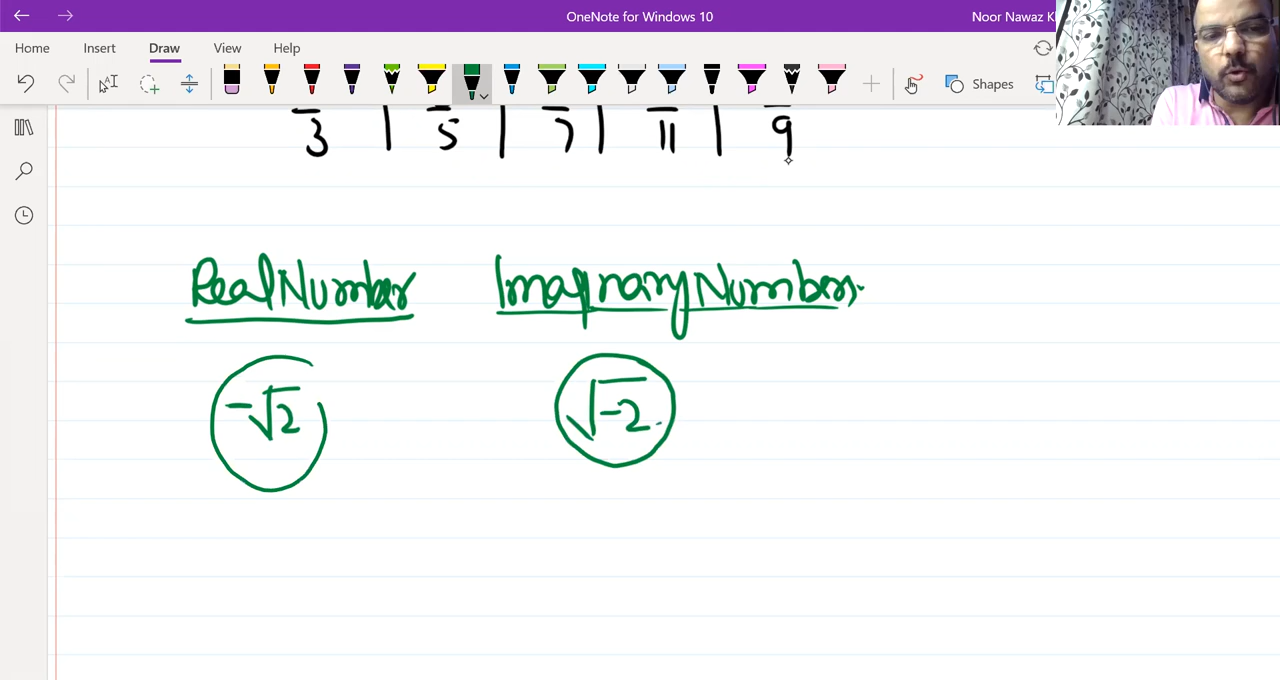 OneNote for Windows 10
Noor Nawaz K
Home Insert Draw View Help
Shapes
3 | 5 | 7 | 11 | 9
Real Number Imaginary Numbers.
-√2 √-2